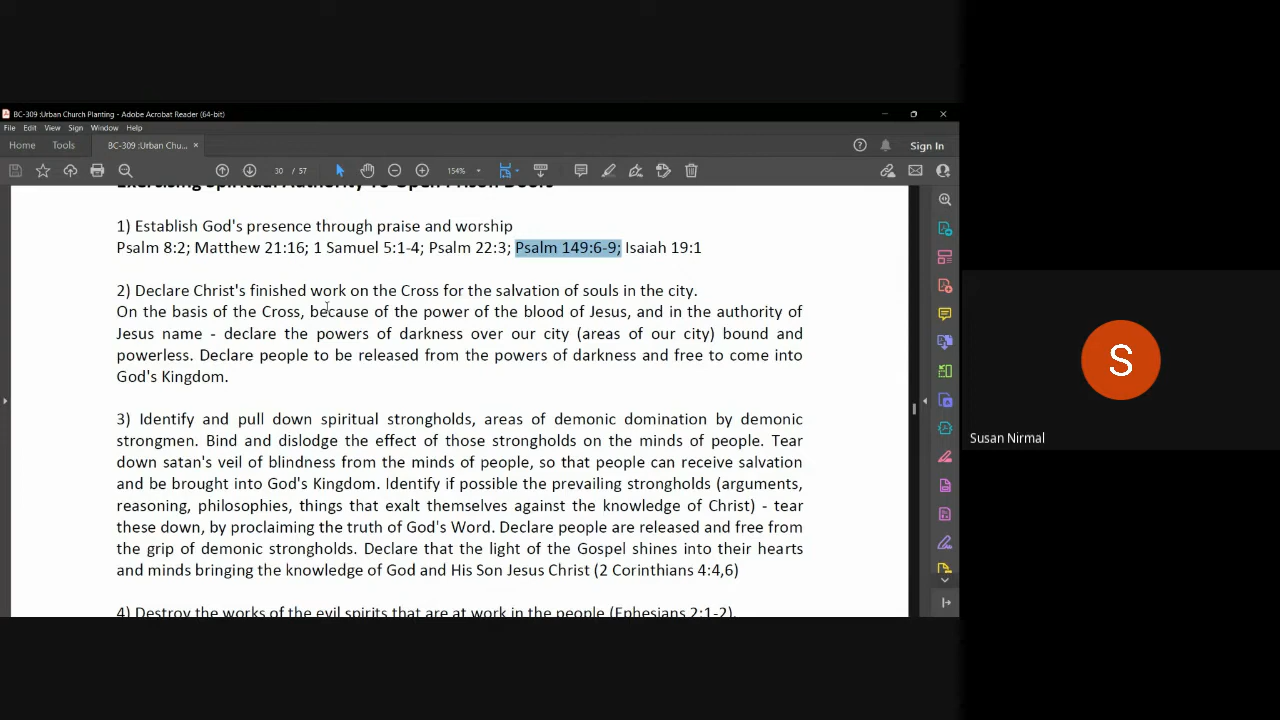 BC-309 :Urban Church Planting - Adobe Acrobat Reader (64-bit)
File Edit View Sign Window Help
Home Tools BC-309 :Urban Chu... × Sign In
30 / 57 154%
Exercising Spiritual Authority To Open Prison Doors
1) Establish God's presence through praise and worship
Psalm 8:2; Matthew 21:16; 1 Samuel 5:1-4; Psalm 22:3; Psalm 149:6-9; Isaiah 19:1
2) Declare Christ's finished work on the Cross for the salvation of souls in the city.
On the basis of the Cross, because of the power of the blood of Jesus, and in the authority of
Jesus name - declare the powers of darkness over our city (areas of our city) bound and
powerless. Declare people to be released from the powers of darkness and free to come into
God's Kingdom.
3) Identify and pull down spiritual strongholds, areas of demonic domination by demonic
strongmen. Bind and dislodge the effect of those strongholds on the minds of people. Tear
down satan's veil of blindness from the minds of people, so that people can receive salvation
and be brought into God's Kingdom. Identify if possible the prevailing strongholds (arguments,
reasoning, philosophies, things that exalt themselves against the knowledge of Christ) - tear
these down, by proclaiming the truth of God's Word. Declare people are released and free from
the grip of demonic strongholds. Declare that the light of the Gospel shines into their hearts
and minds bringing the knowledge of God and His Son Jesus Christ (2 Corinthians 4:4,6)
4) Destroy the works of the evil spirits that are at work in the people (Ephesians 2:1-2).
S
Susan Nirmal